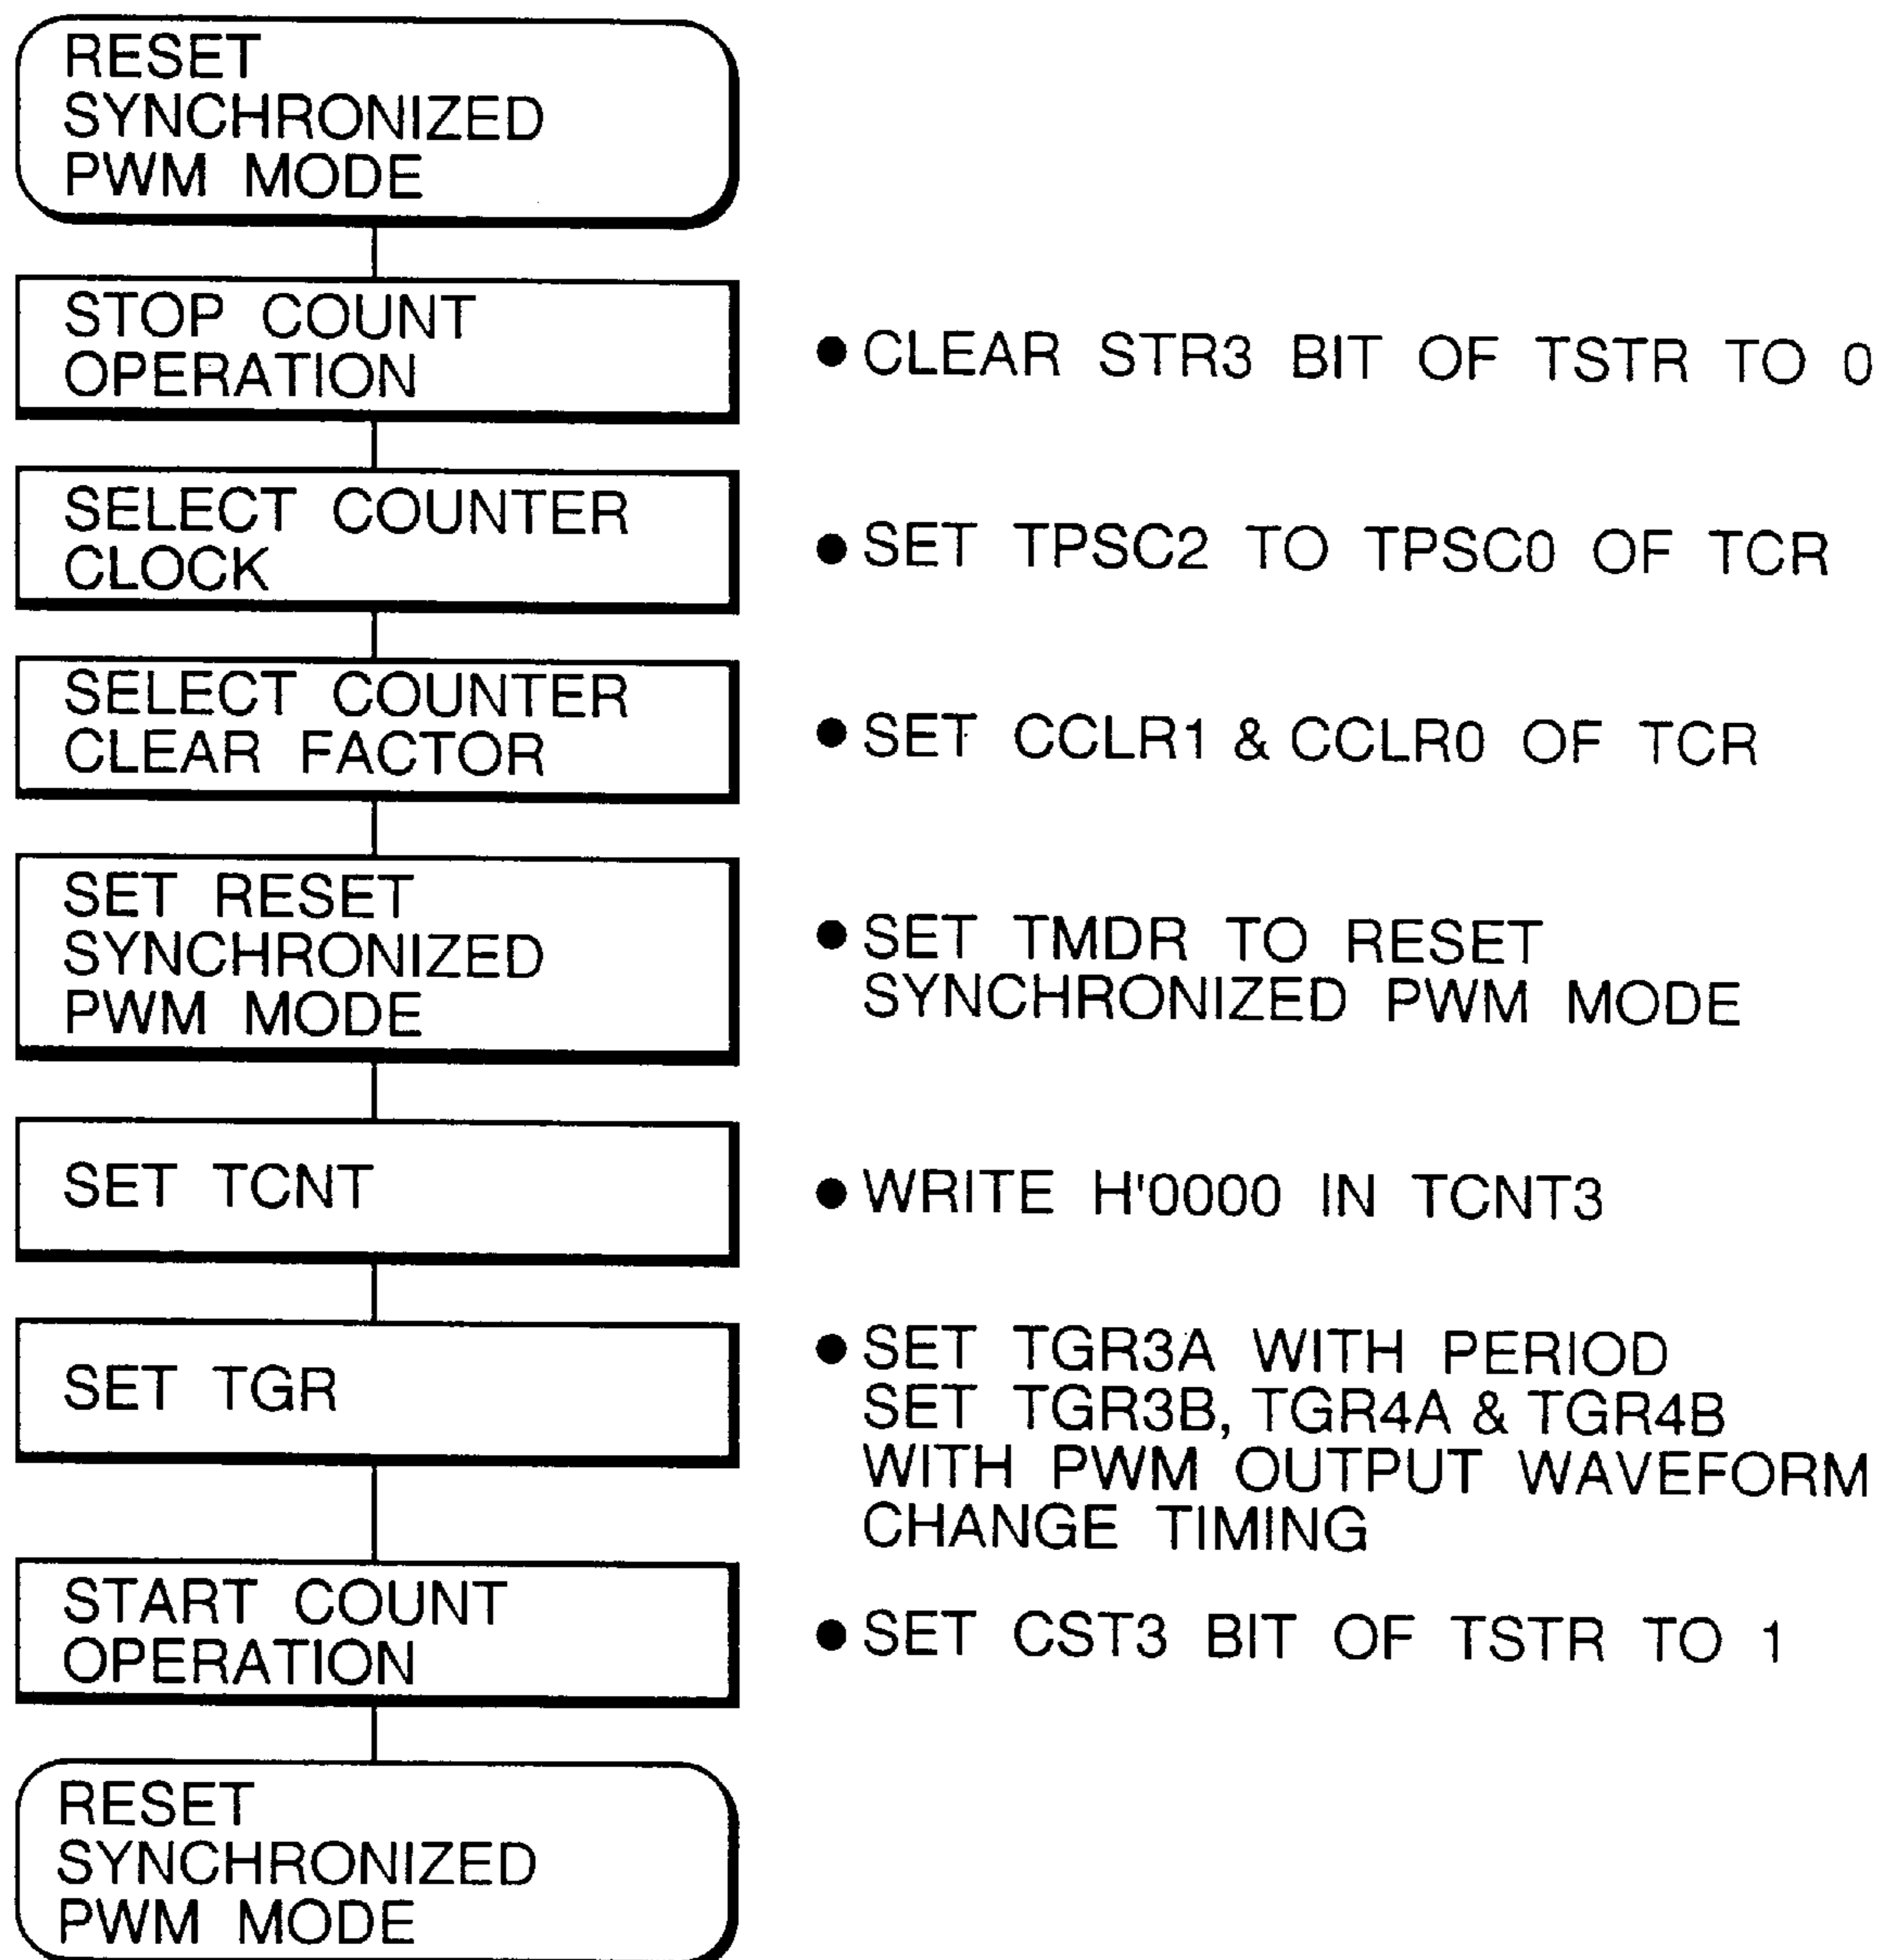 RESET
SYNCHRONIZED
PWM MODE
STOP COUNT
OPERATION
● CLEAR STR3 BIT OF TSTR TO 0
SELECT COUNTER
CLOCK
● SET TPSC2 TO TPSC0 OF TCR
SELECT COUNTER
CLEAR FACTOR
● SET CCLR1 & CCLR0 OF TCR
SET RESET
SYNCHRONIZED
PWM MODE
● SET TMDR TO RESET
SYNCHRONIZED PWM MODE
SET TCNT
● WRITE H'0000 IN TCNT3
SET TGR
● SET TGR3A WITH PERIOD
SET TGR3B, TGR4A & TGR4B
WITH PWM OUTPUT WAVEFORM
CHANGE TIMING
START COUNT
OPERATION
● SET CST3 BIT OF TSTR TO 1
RESET
SYNCHRONIZED
PWM MODE